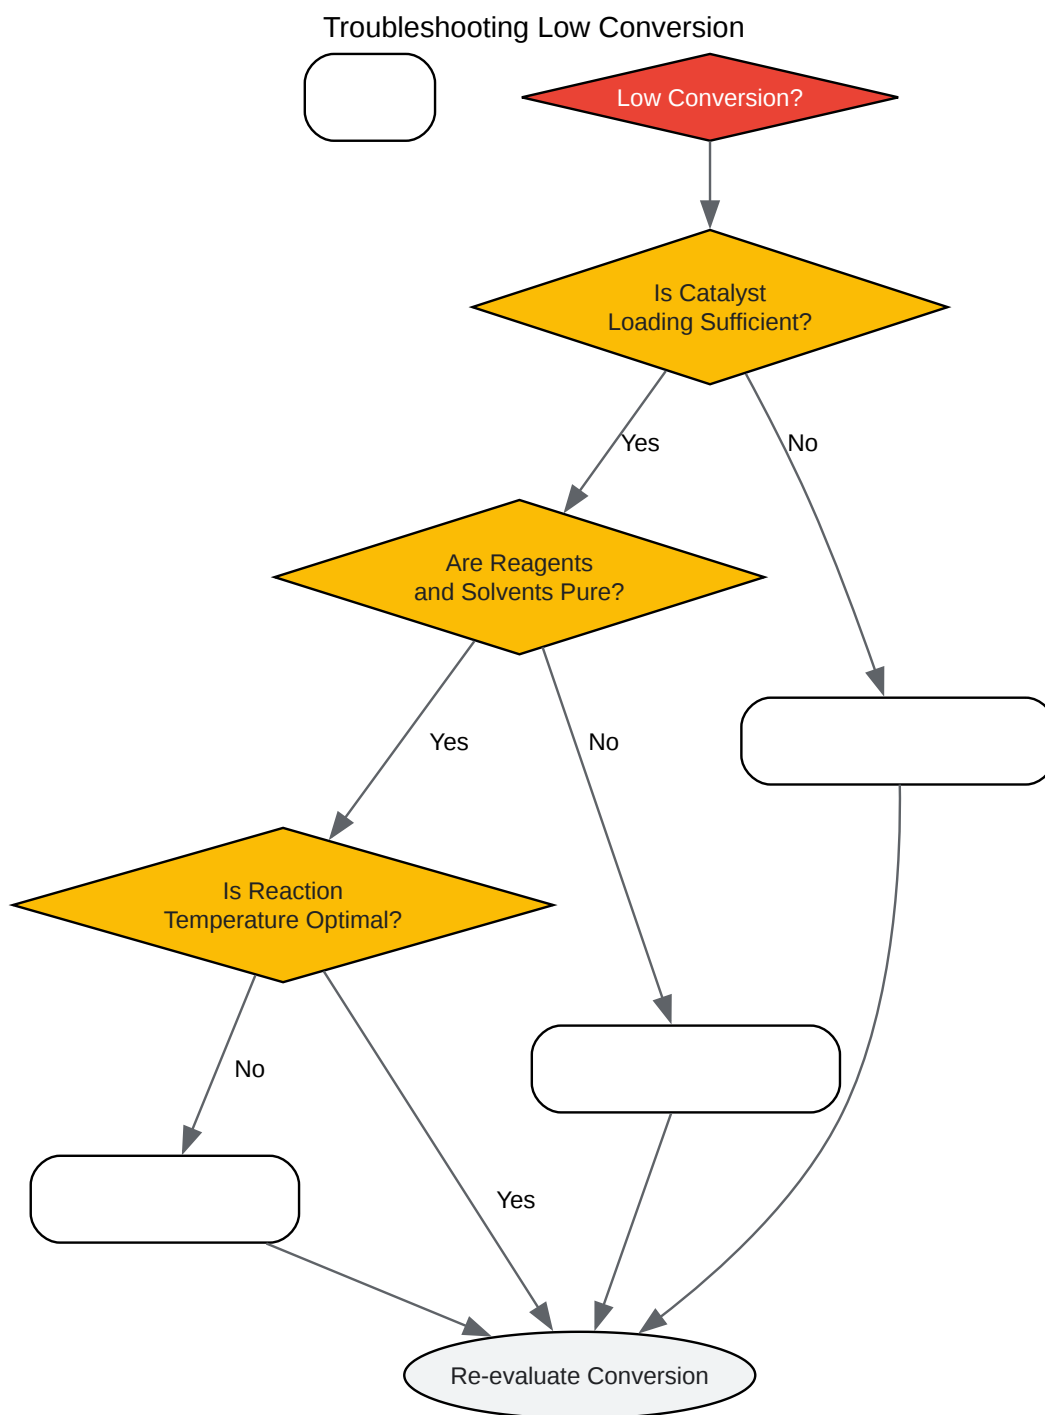 Troubleshooting Low Conversion
Low Conversion?
Is Catalyst
Loading Sufficient?
Yes
No
Are Reagents
and Solvents Pure?
Yes
No
Is Reaction
Temperature Optimal?
No
Yes
Re-evaluate Conversion